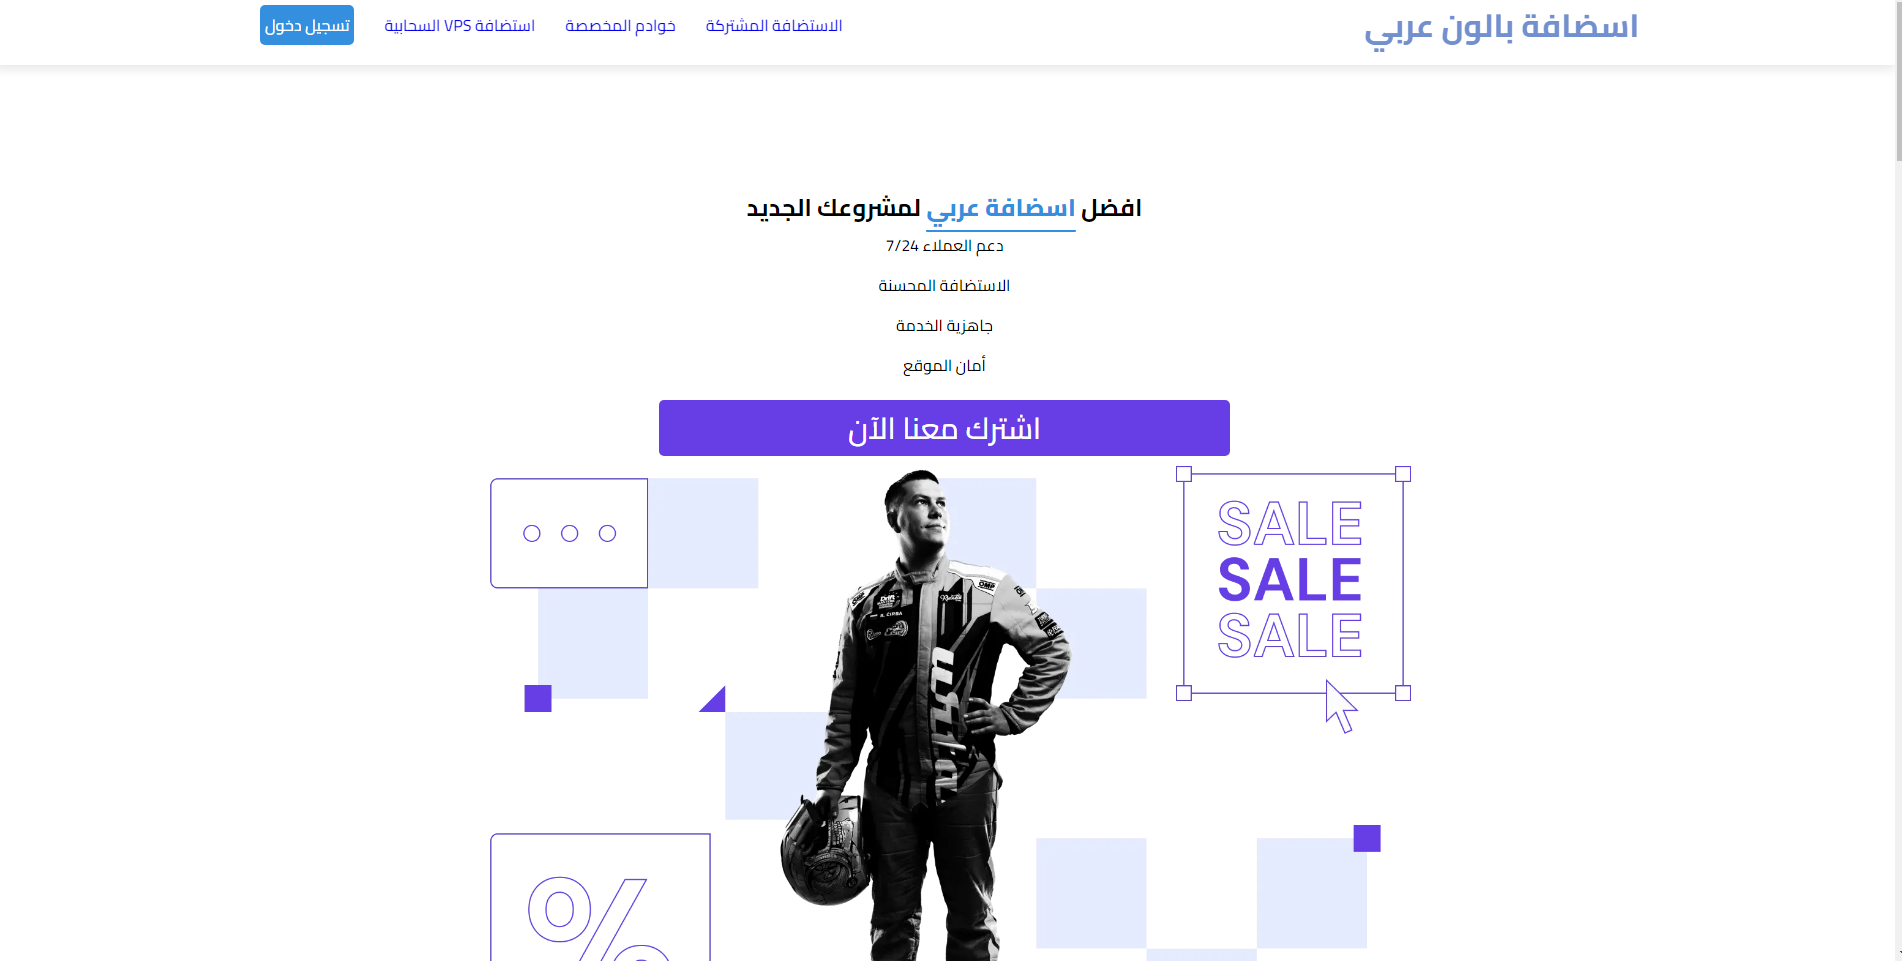 اسضافة بالون عربي
الاستضافة المشتركة
خوادم المخصصة
استضافة VPS السحابية
تسجيل دخول
افضل اسضافة عربي لمشروعك الجديد
دعم العملاء 7/24
الاستضافة المحسنة
جاهزية الخدمة
أمان الموقع
اشترك معنا الآن
SALE
SALE
SALE
OMP
%